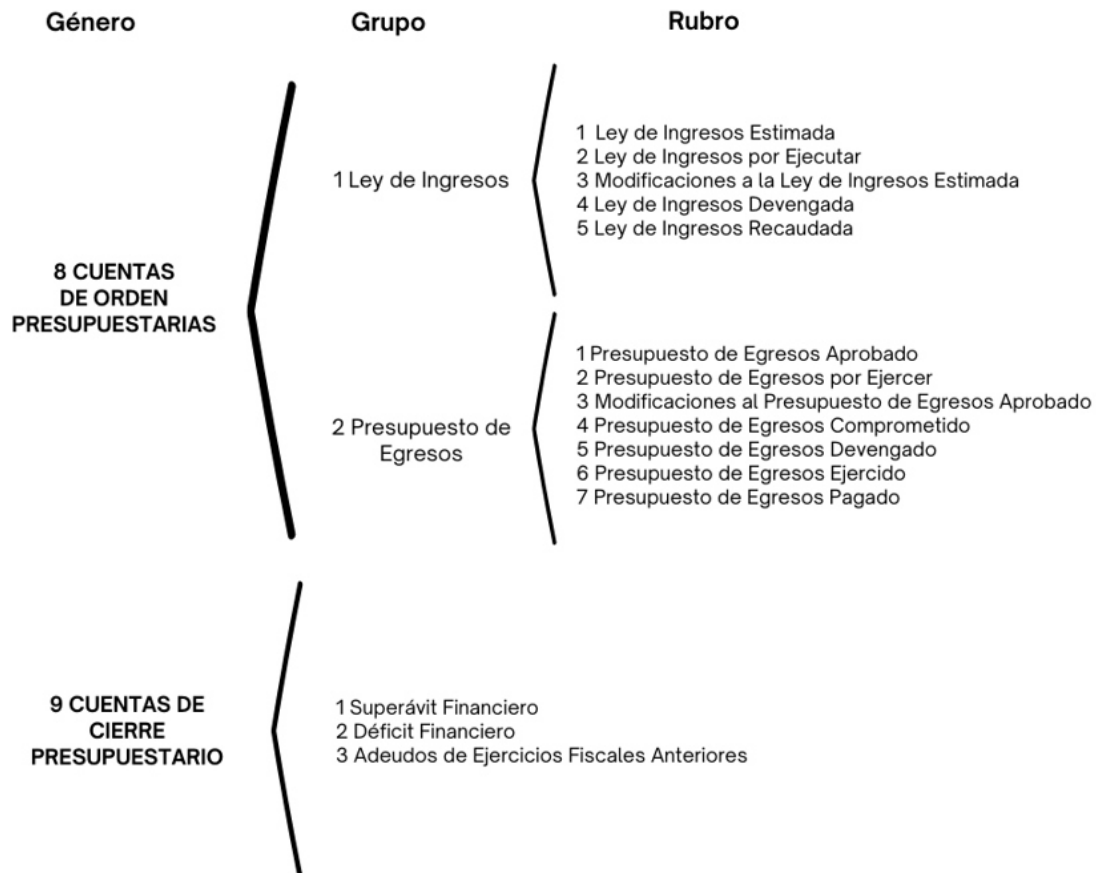 Género
Grupo
Rubro
8 CUENTAS
DE ORDEN
PRESUPUESTARIAS
1 Ley de Ingresos
1 Ley de Ingresos Estimada
2 Ley de Ingresos por Ejecutar
3 Modificaciones a la Ley de Ingresos Estimada
4 Ley de Ingresos Devengada
5 Ley de Ingresos Recaudada
2 Presupuesto de
Egresos
1 Presupuesto de Egresos Aprobado
2 Presupuesto de Egresos por Ejercer
3 Modificaciones al Presupuesto de Egresos Aprobado
4 Presupuesto de Egresos Comprometido
5 Presupuesto de Egresos Devengado
6 Presupuesto de Egresos Ejercido
7 Presupuesto de Egresos Pagado
9 CUENTAS DE
CIERRE
PRESUPUESTARIO
1 Superávit Financiero
2 Déficit Financiero
3 Adeudos de Ejercicios Fiscales Anteriores